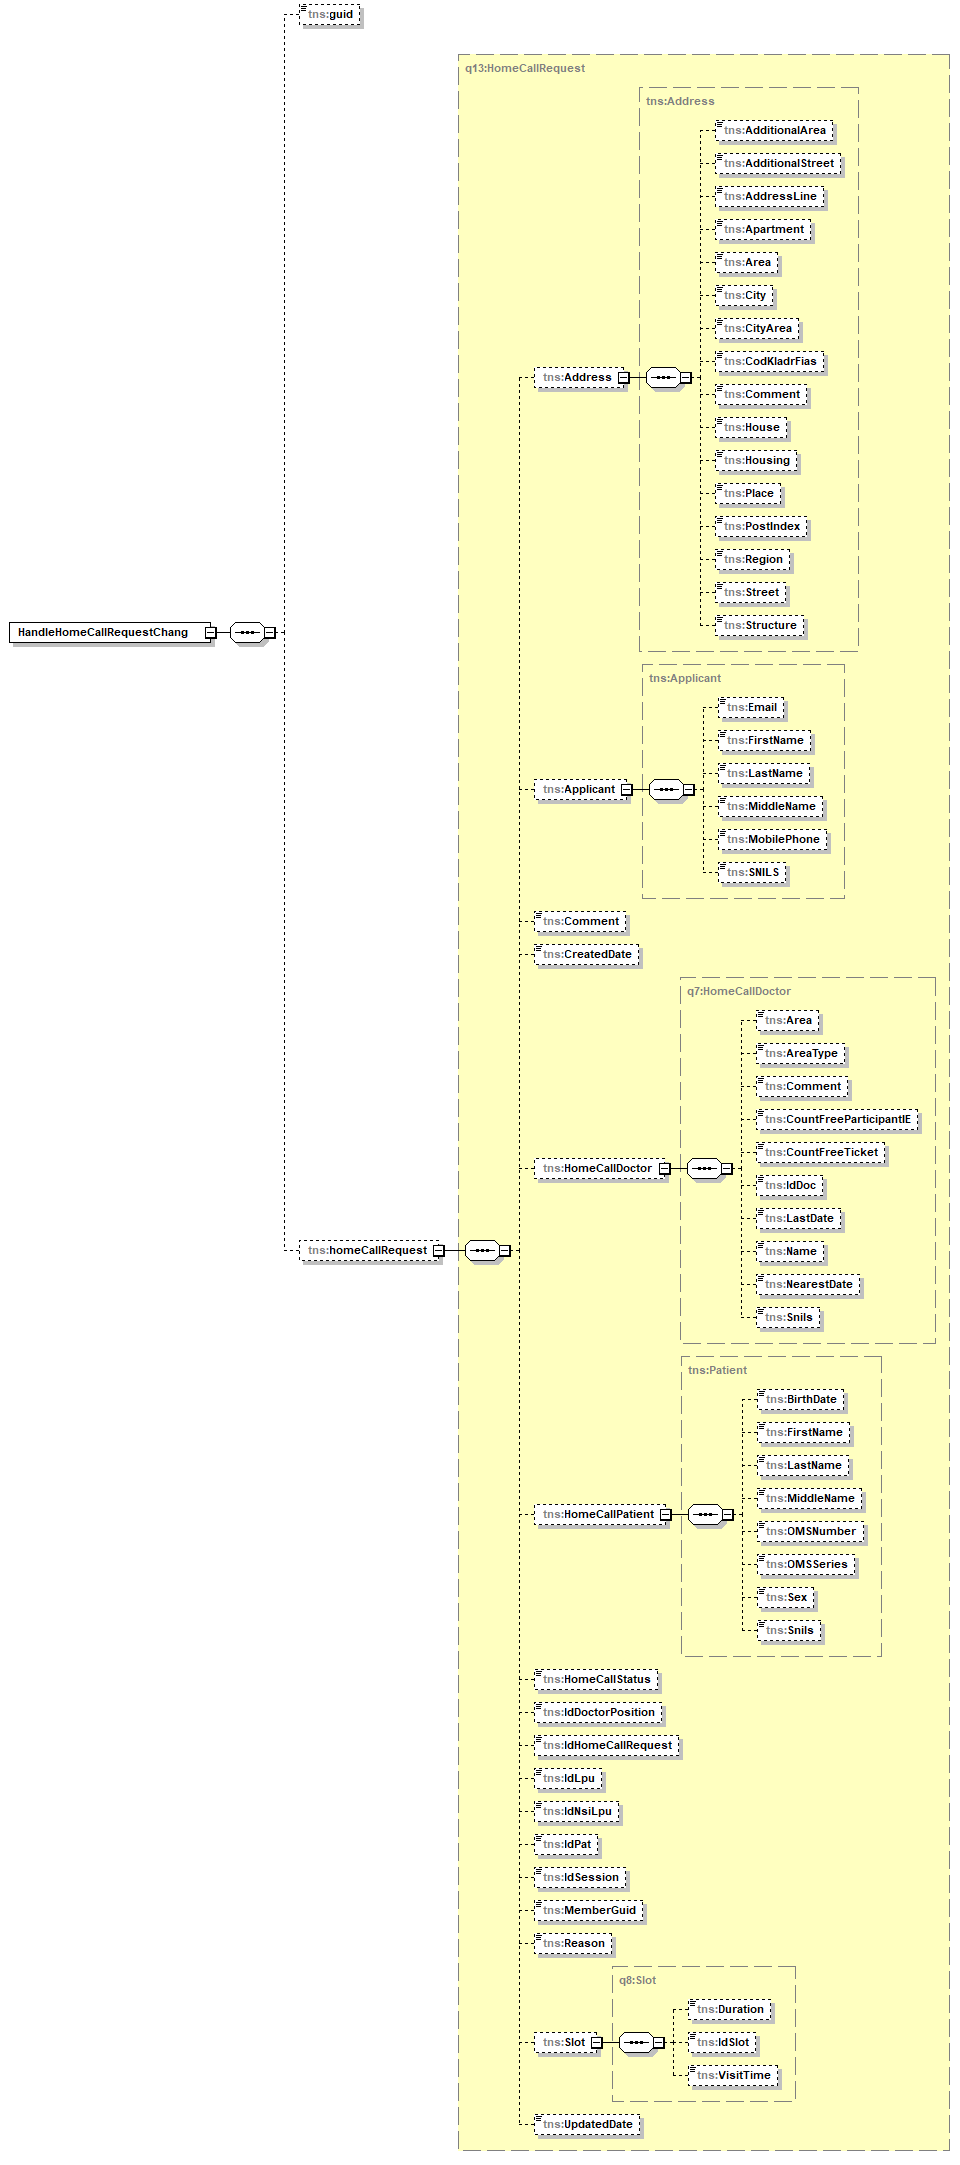 tns:guid
q13:HomeCallRequest
tns:Address
tns:AdditionalArea
tns:AdditionalStreet
tns:AddressLine
tns:Apartment
tns:Area
tns:City
tns:CityArea
tns:CodKladrFias
tns:Address
tns:Comment
tns:House
tns:Housing
tns:Place
tns:PostIndex
tns:Region
tns:Street
tns:Structure
HandleHomeCallRequestChang
tns:Applicant
tns:Email
tns:FirstName
tns:LastName
tns:Applicant
tns:MiddleName
tns:MobilePhone
tns:SNILS
tns:Comment
tns:CreatedDate
q7:HomeCallDoctor
tns:Area
tns:AreaType
tns:Comment
tns:CountFreeParticipantIE
tns:CountFreeTicket
tns:HomeCallDoctor
tns:IdDoc
tns:LastDate
tns:Name
tns:homeCallRequest
tns:NearestDate
tns:Snils
tns:Patient
tns:BirthDate
tns:FirstName
tns:LastName
tns:MiddleName
tns:HomeCallPatient
tns:OMSNumber
tns:OMSSeries
tns:Sex
tns:Snils
tns:HomeCallStatus
tns:IdDoctorPosition
tns:IdHomeCallRequest
tns:IdLpu
tns:IdNsiLpu
tns:IdPat
tns:IdSession
tns:MemberGuid
tns:Reason
q8:Slot
tns:Duration
tns:Slot
tns:IdSlot
tns:VisitTime
tns:UpdatedDate